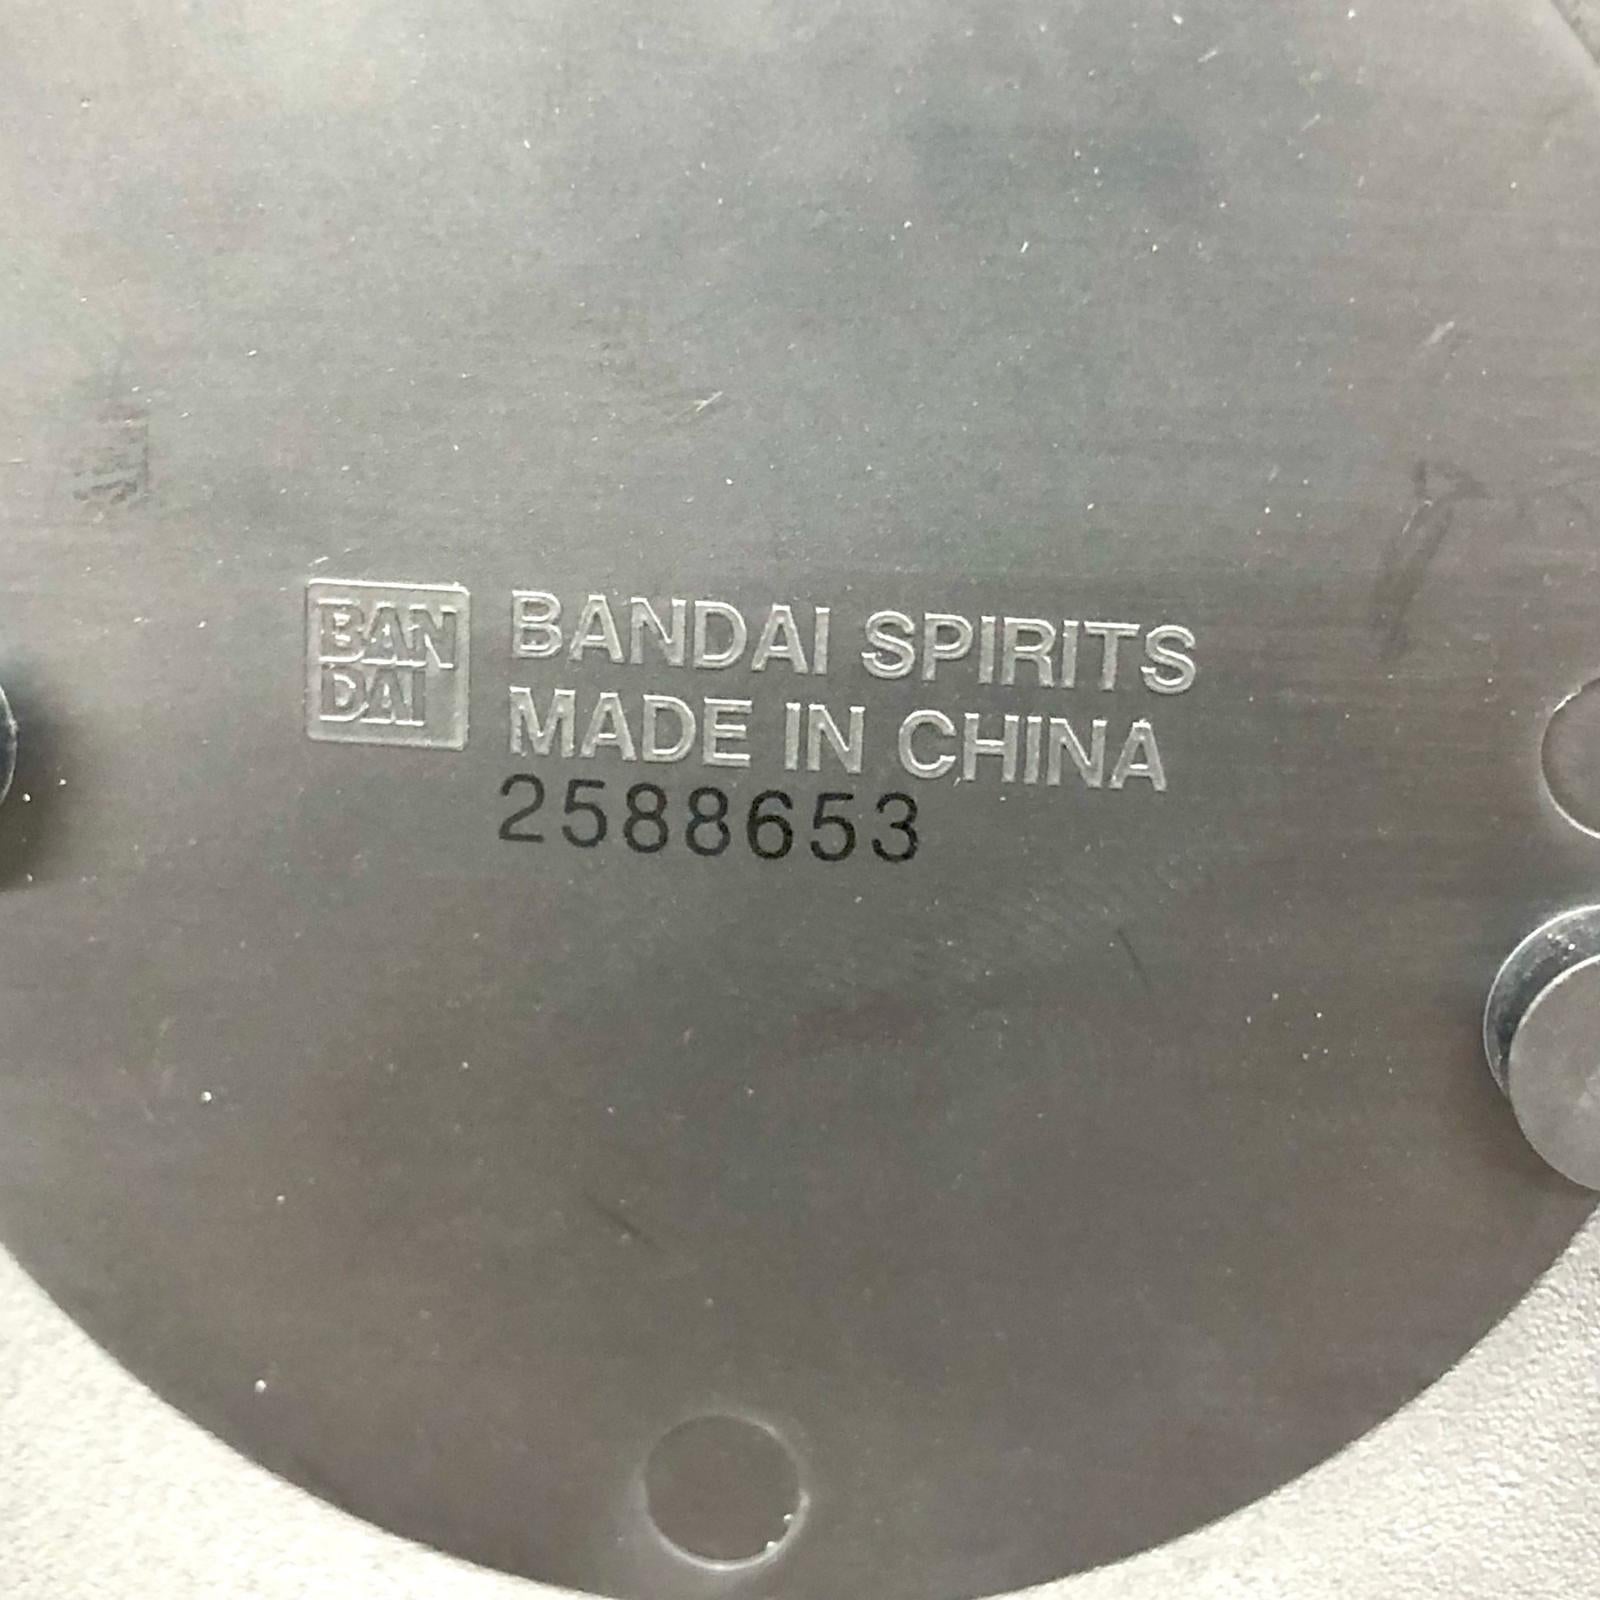 BAN
DAI
BANDAI SPIRITS
MADE IN CHINA
2588653